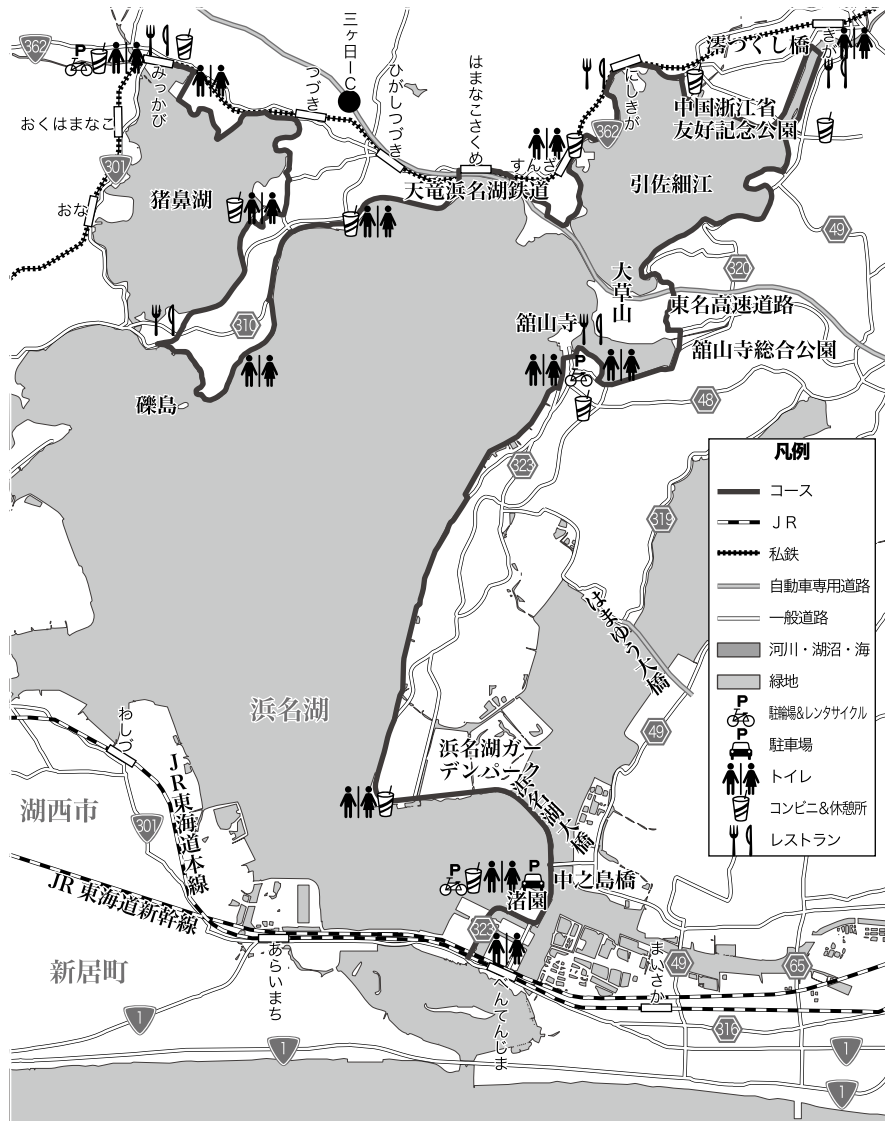 362
三ヶ日IC
澪つくし橋
きが
みっかび
つづき
ひがしつづき
はまなこさくめ
にしきが
中国浙江省
友好記念公園
おくはまなこ
362
すんざ
301
天竜浜名湖鉄道
引佐細江
猪鼻湖
おな
49
大草山
320
東名高速道路
310
舘山寺
舘山寺総合公園
礫島
48
323
319
凡例
コース
JR
私鉄
自動車専用道路
一般道路
河川・湖沼・海
緑地
P
駐輪場&レンタサイクル
P
駐車場
トイレ
コンビニ&休憩所
レストラン
はまゆう大橋
49
浜名湖
わしづ
JR東海道本線
浜名湖ガー
デンパーク
浜名湖大橋
湖西市
301
中之島橋
渚園
JR東海道新幹線
323
新居町
あらいまち
べんてんじま
まいさか
49
65
316
1
1
1
1
P
P
P
P